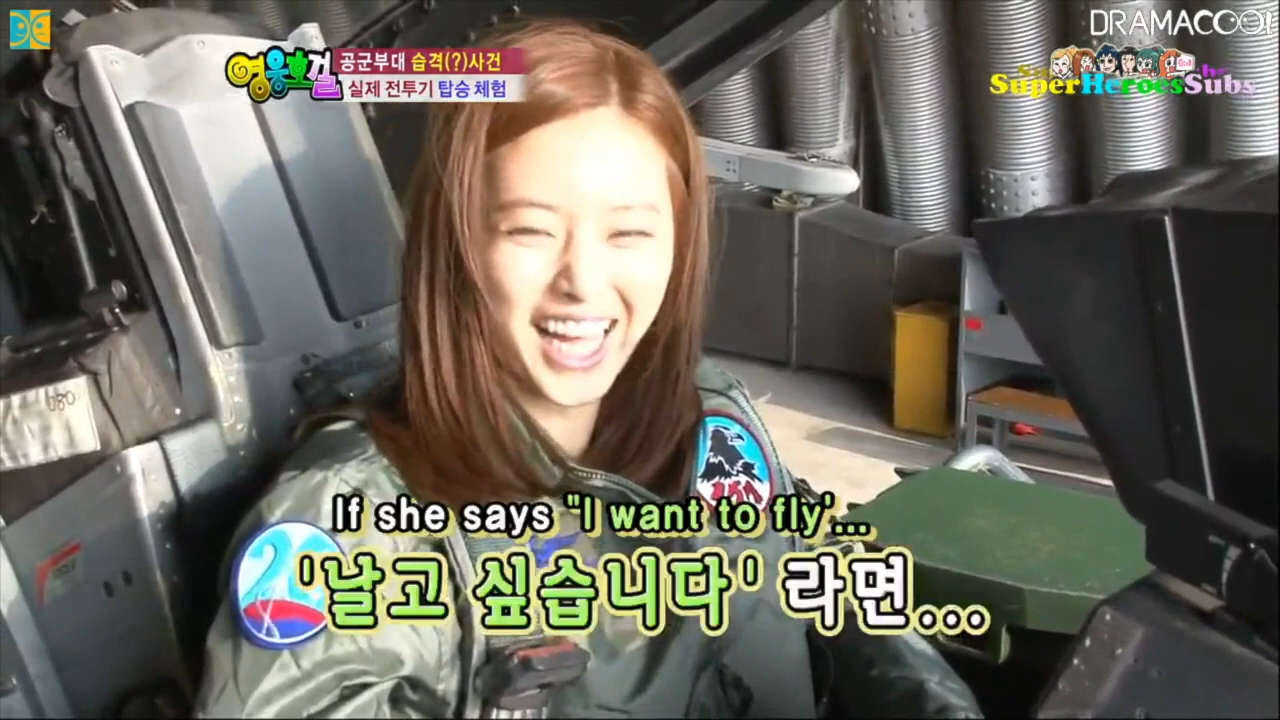 DRAMACOOL
영웅호걸
공군부대 습격(?)사건
실제 전투기 탑승 체험
SuperHeroesSubs
080
If she says "I want to fly'...
'날고 싶습니다' 라면...